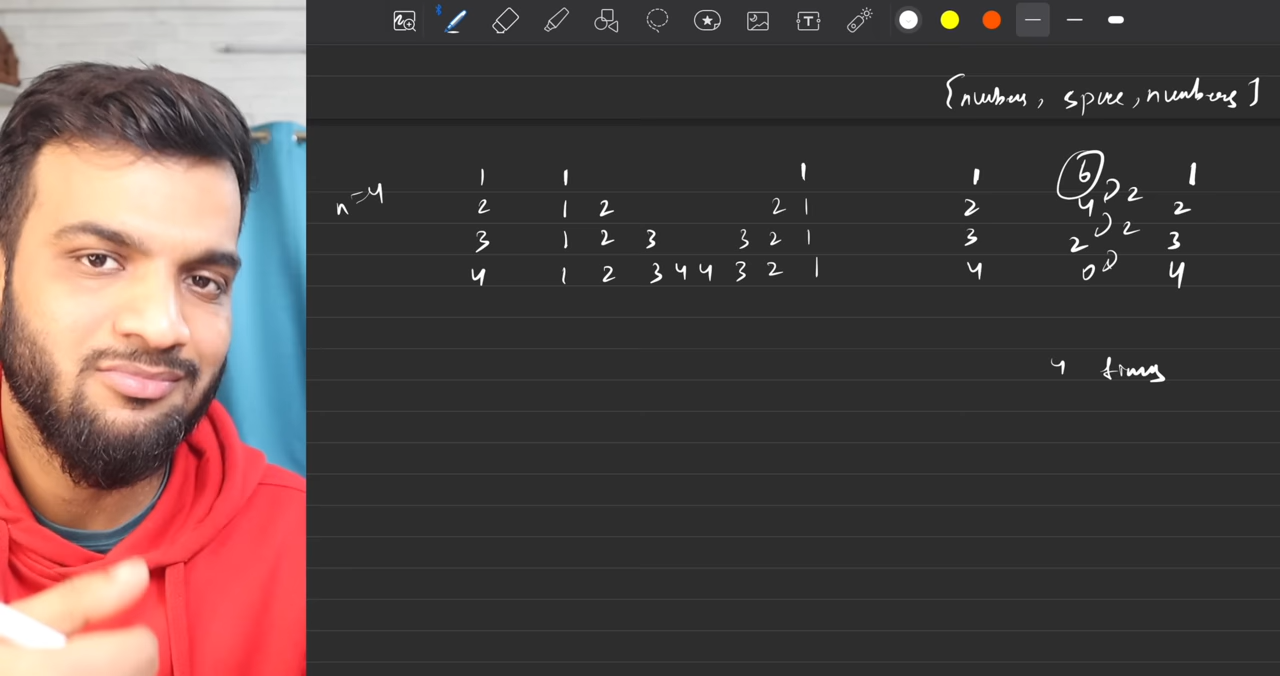 [numbers, space, numbers]
n=4
1 1 1 1 6 1
2 1 2 2 1 2 4 2 2
3 1 2 3 3 2 1 3 2 2 3
4 1 2 3 4 4 3 2 1 4 0 4
4 times